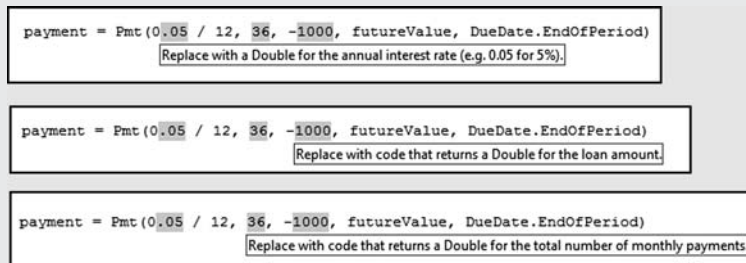 payment = Pmt(0.05 / 12, 36, -1000, futureValue, DueDate.EndOfPeriod)
Replace with a Double for the annual interest rate (e.g. 0.05 for 5%).
payment = Pmt(0.05 / 12, 36, -1000, futureValue, DueDate.EndOfPeriod)
Replace with code that returns a Double for the loan amount.
payment = Pmt(0.05 / 12, 36, -1000, futureValue, DueDate.EndOfPeriod)
Replace with code that returns a Double for the total number of monthly payments